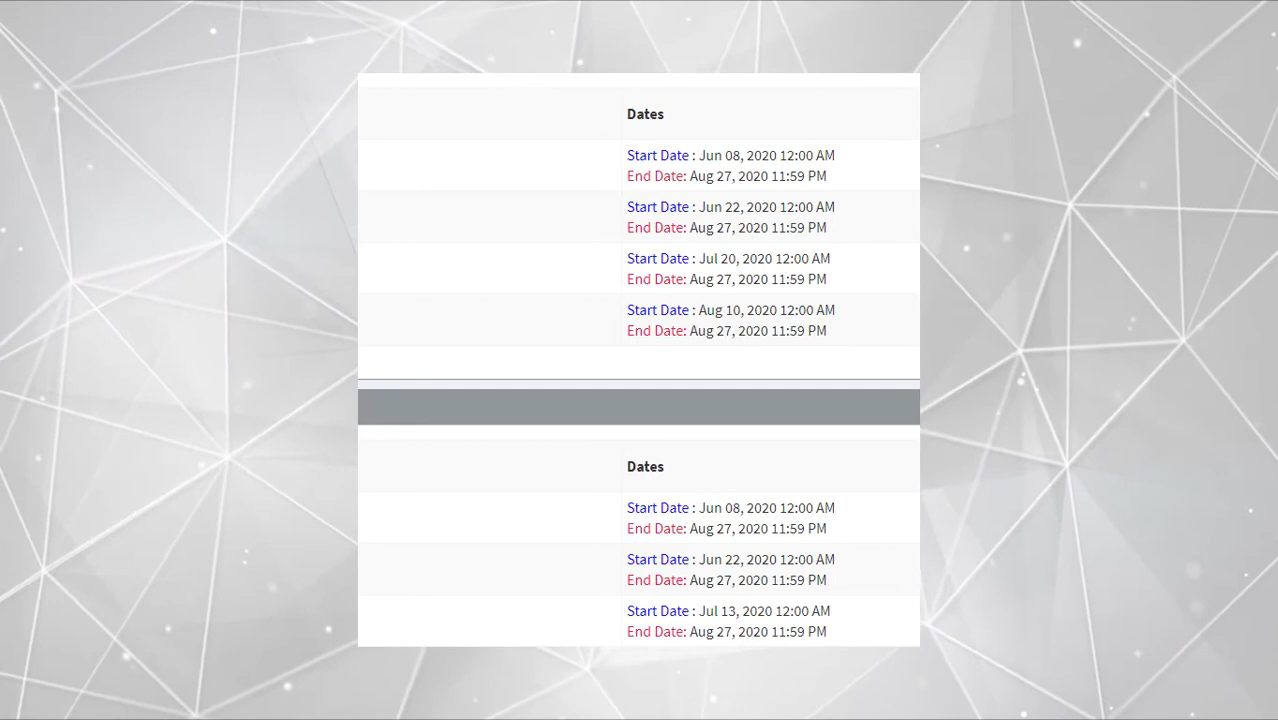 Dates
Start Date : Jun 08, 2020 12:00 AM
End Date: Aug 27, 2020 11:59 PM
Start Date : Jun 22, 2020 12:00 AM
End Date: Aug 27, 2020 11:59 PM
Start Date : Jul 20, 2020 12:00 AM
End Date: Aug 27, 2020 11:59 PM
Start Date : Aug 10, 2020 12:00 AM
End Date: Aug 27, 2020 11:59 PM
Dates
Start Date : Jun 08, 2020 12:00 AM
End Date: Aug 27, 2020 11:59 PM
Start Date : Jun 22, 2020 12:00 AM
End Date: Aug 27, 2020 11:59 PM
Start Date : Jul 13, 2020 12:00 AM
End Date: Aug 27, 2020 11:59 PM